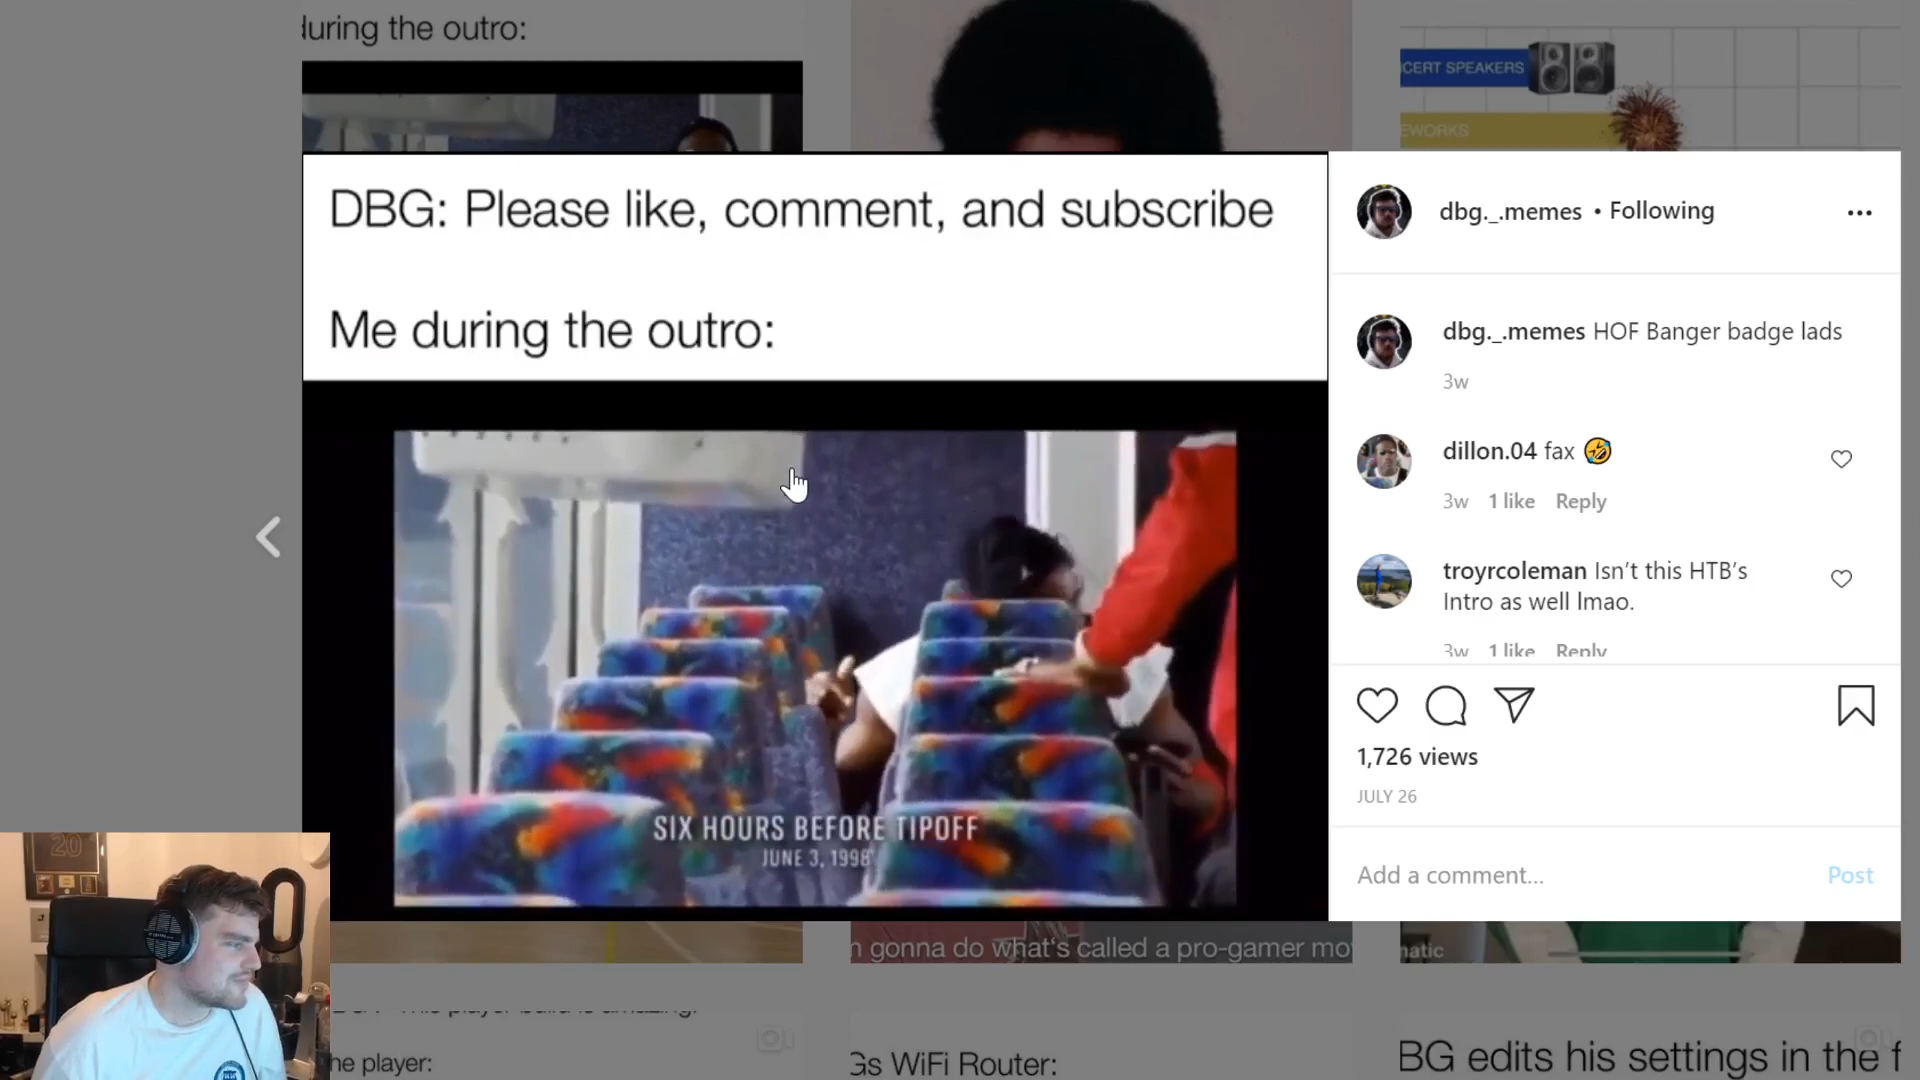 during the outro:
CERT SPEAKERS
EWORKS
DBG: Please like, comment, and subscribe
Me during the outro:
SIX HOURS BEFORE TIPOFF
JUNE 3, 1998
dbg._.memes • Following
dbg._.memes HOF Banger badge lads
3w
dillon.04 fax 🤣
3w 1 like Reply
troyrcoleman Isn't this HTB's
Intro as well lmao.
3w 1 like Reply
1,726 views
JULY 26
Add a comment... Post
20
n gonna do what's called a pro-gamer mo
natic
he player:
Gs WiFi Router:
BG edits his settings in the f